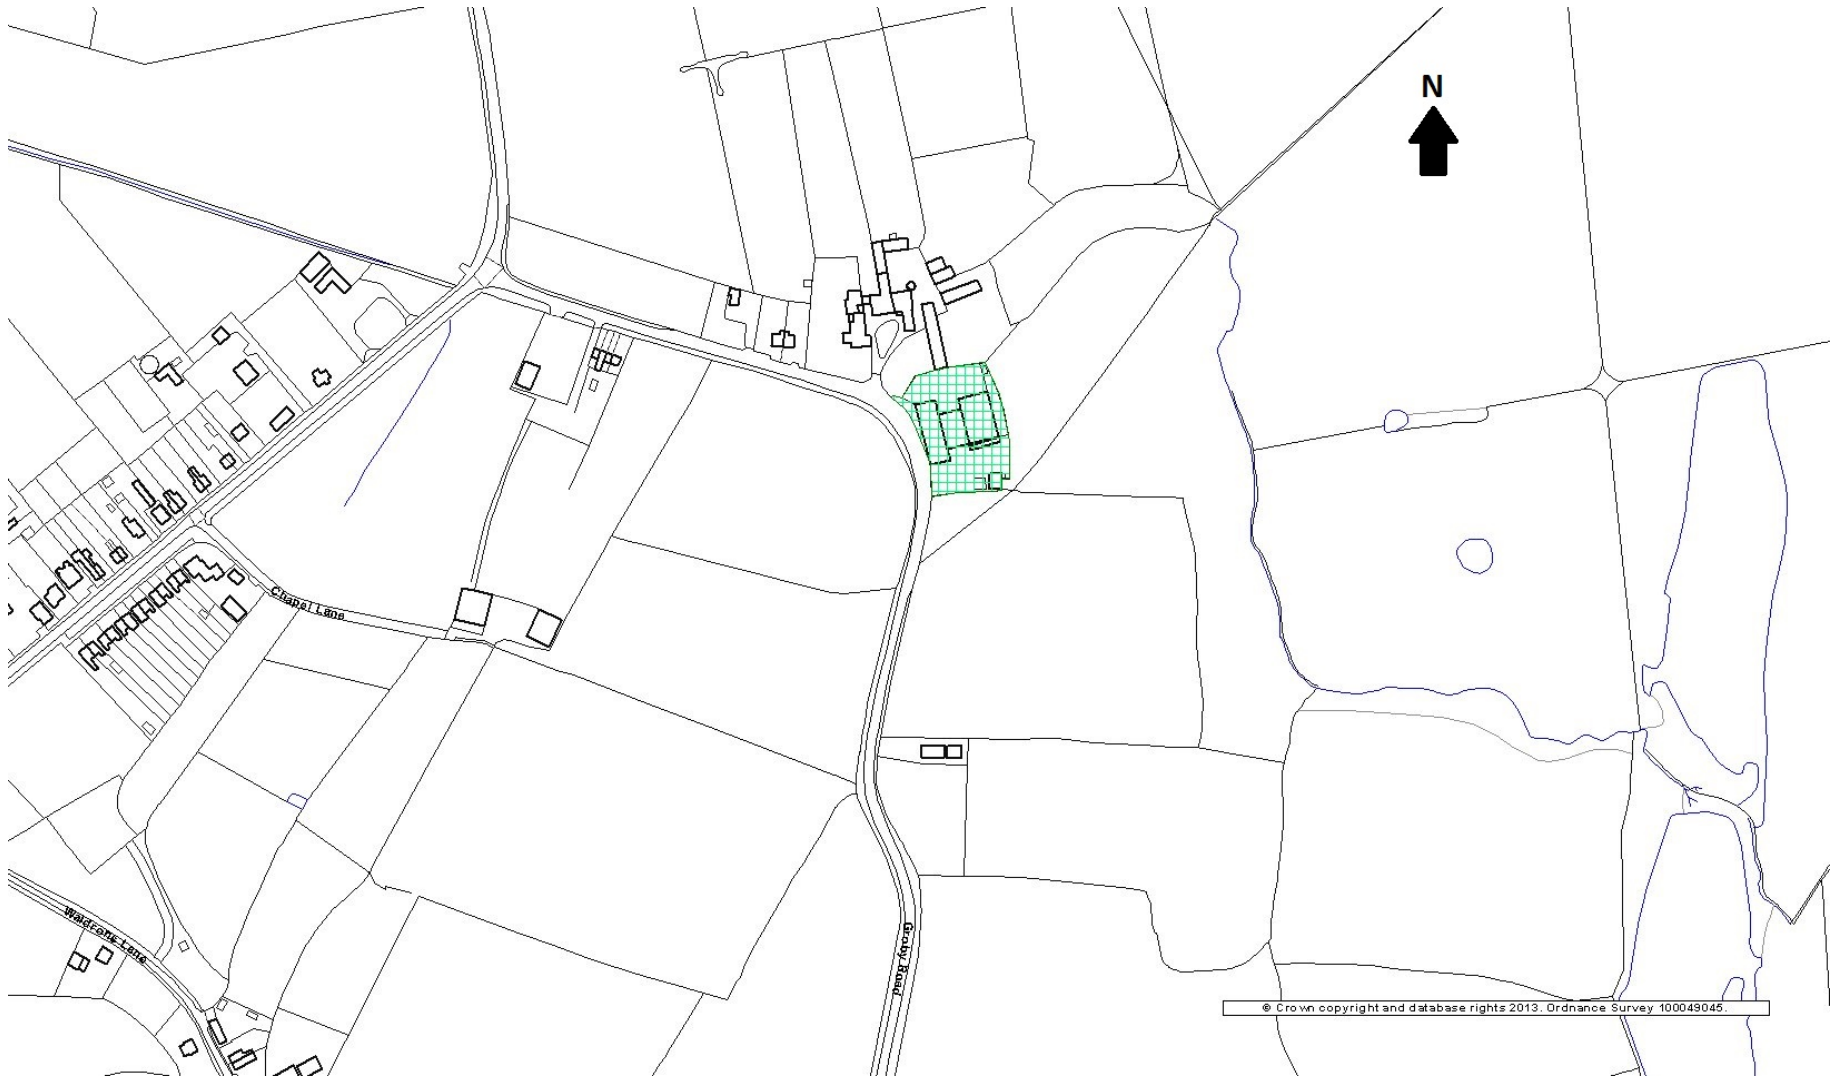 N
Chapel Lane
Waldrons Lane
Groby Road
© Crown copyright and database rights 2013. Ordnance Survey 100049045.